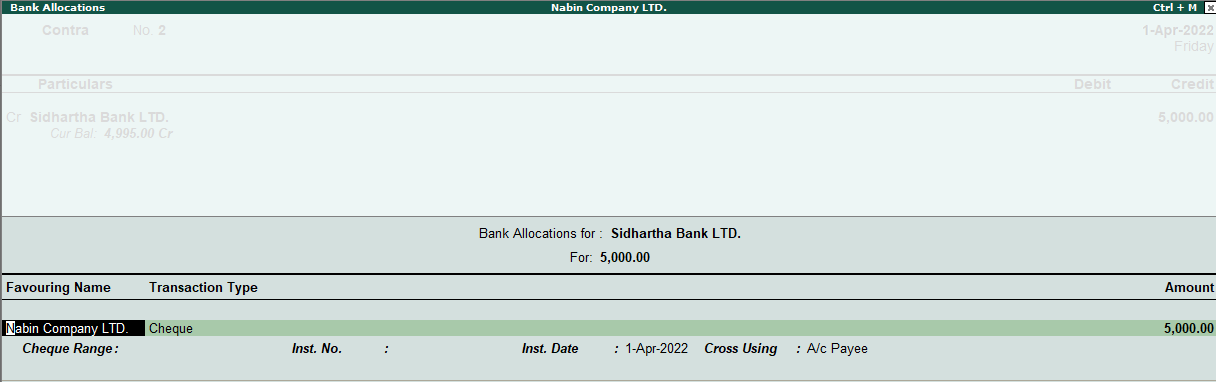 Bank Allocations Nabin Company LTD. Ctrl + M
Contra No. 2 1-Apr-2022
Friday
Particulars Debit Credit
Cr Sidhartha Bank LTD. 5,000.00
Cur Bal: 4,995.00 Cr
Bank Allocations for : Sidhartha Bank LTD.
For: 5,000.00
Favouring Name Transaction Type Amount
Nabin Company LTD. Cheque 5,000.00
Cheque Range : Inst. No. : Inst. Date : 1-Apr-2022 Cross Using : A/c Payee